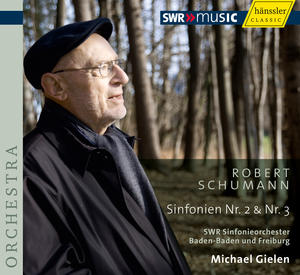 SWR» MUSIC
hänssler
CLASSIC
ORCHESTRA
ROBERT
SCHUMANN
Sinfonien Nr. 2 & Nr. 3
SWR Sinfonieorchester
Baden-Baden und Freiburg
Michael Gielen